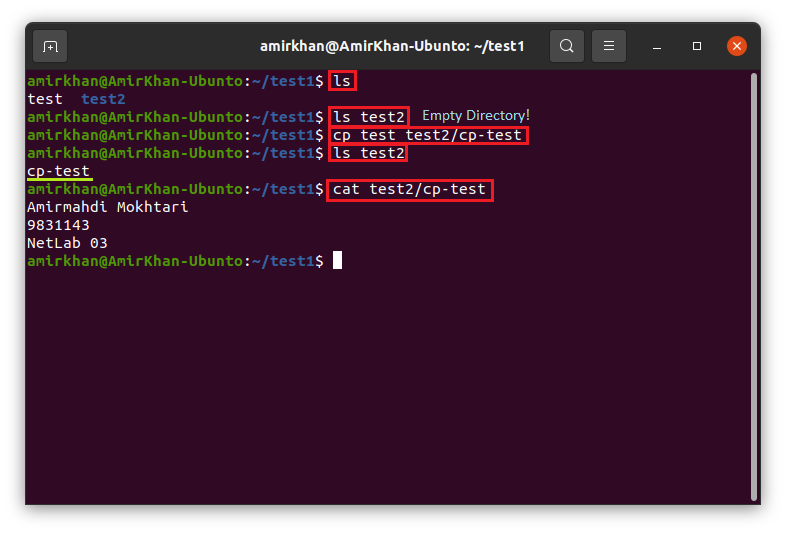 amirkhan@AmirKhan-Ubunto: ~/test1
amirkhan@AmirKhan-Ubunto:~/test1$ ls
test  test2
amirkhan@AmirKhan-Ubunto:~/test1$ ls test2 Empty Directory!
amirkhan@AmirKhan-Ubunto:~/test1$ cp test test2/cp-test
amirkhan@AmirKhan-Ubunto:~/test1$ ls test2
cp-test
amirkhan@AmirKhan-Ubunto:~/test1$ cat test2/cp-test
Amirmahdi Mokhtari
9831143
NetLab 03
amirkhan@AmirKhan-Ubunto:~/test1$